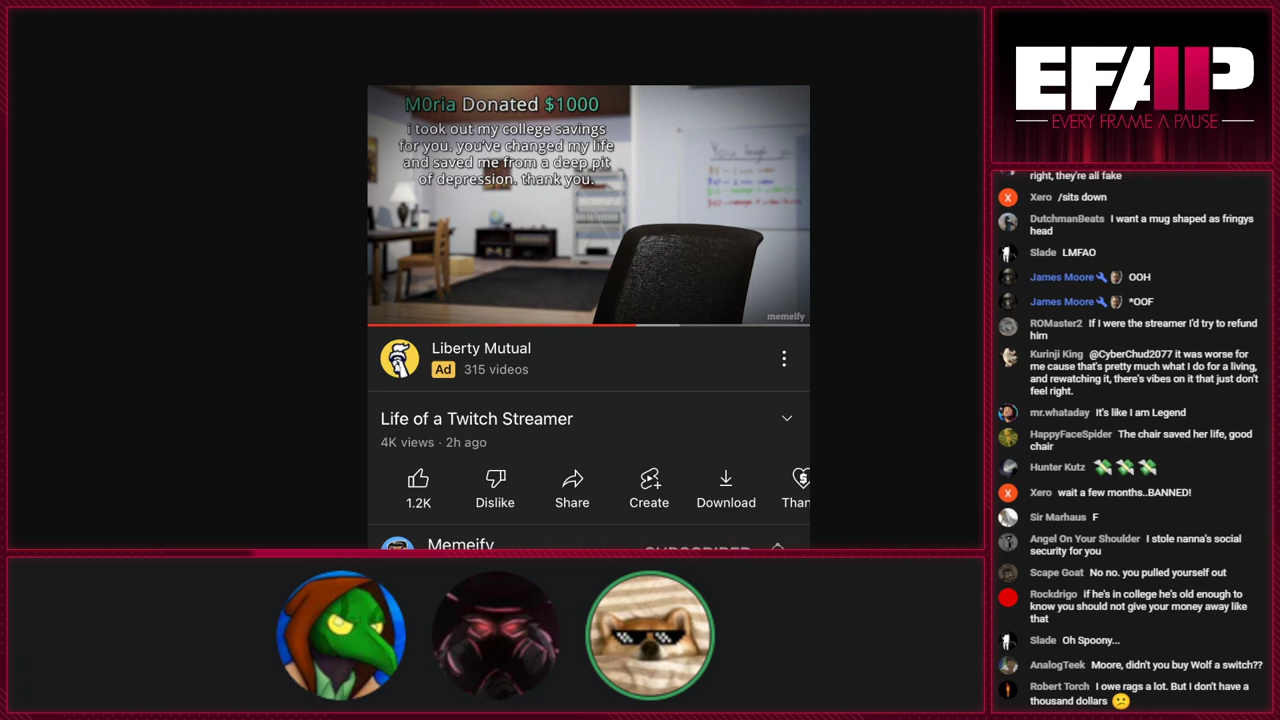 M0ria Donated $1000
i took out my college savings
for you. you've changed my life
and saved me from a deep pit
of depression. thank you.
You laugh
memeify
Liberty Mutual
Ad 315 videos
Life of a Twitch Streamer
4K views · 2h ago
1.2K Dislike Share Create Download Than
Memeify
SUBSCRIBED
EFAP
EVERY FRAME A PAUSE
right, they're all fake
Xero /sits down
DutchmanBeats I want a mug shaped as fringys
head
Slade LMFAO
James Moore OOH
James Moore *OOF
ROMaster2 If I were the streamer I'd try to refund
him
Kurinji King @CyberChud2077 it was worse for
me cause that's pretty much what I do for a living,
and rewatching it, there's vibes on it that just don't
feel right.
mr.whataday It's like I am Legend
HappyFaceSpider The chair saved her life, good
chair
Hunter Kutz 💸 💸 💸
Xero wait a few months..BANNED!
Sir Marhaus F
Angel On Your Shoulder I stole nanna's social
security for you
Scape Goat No no. you pulled yourself out
Rockdrigo if he's in college he's old enough to
know you should not give your money away like
that
Slade Oh Spoony...
AnalogTeek Moore, didn't you buy Wolf a switch??
Robert Torch I owe rags a lot. But I don't have a
thousand dollars 😕